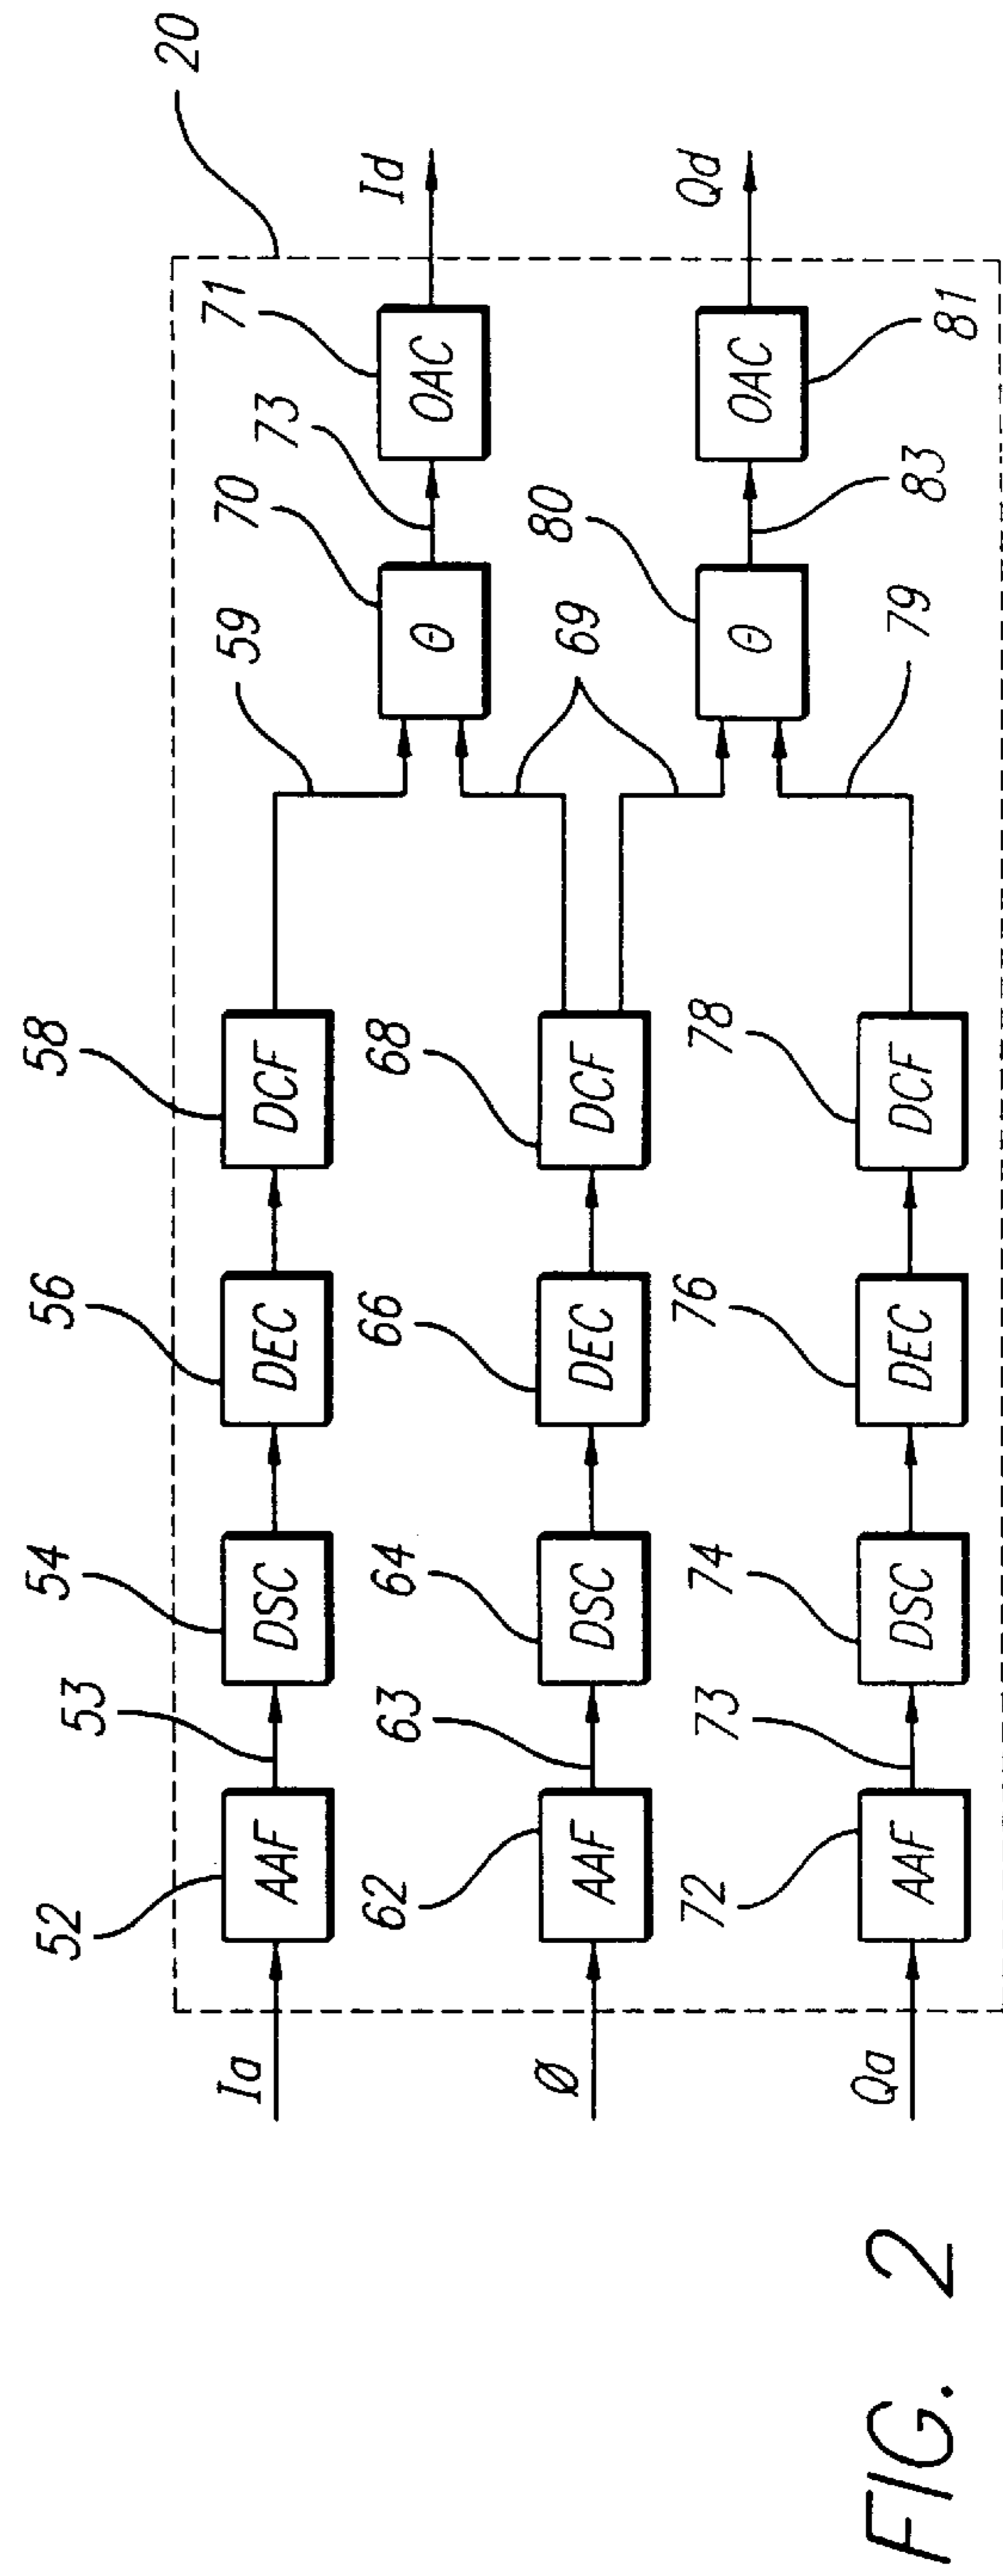 20
58
56
54
53
52
59
70
73
71
Ia
AAF
DSC
DEC
DCF
Θ
OAC
Id
62
63
64
66
68
69
80
Ø
AAF
DSC
DEC
DCF
Θ
OAC
Qd
72
73
74
76
78
79
83
81
Qa
AAF
DSC
DEC
DCF
FIG. 2